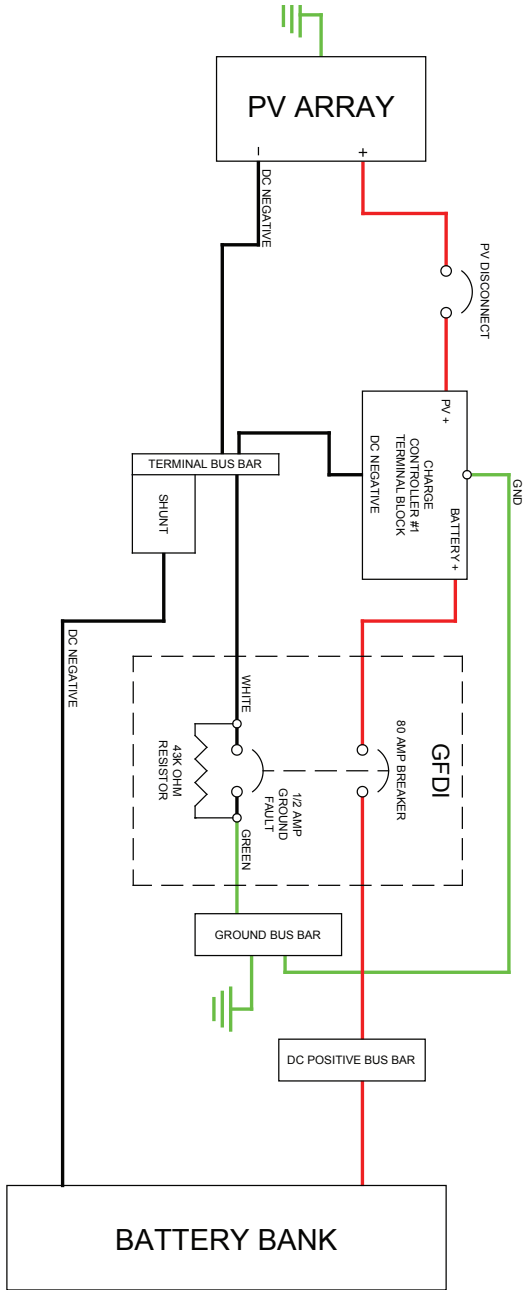 PV ARRAY
–
+
DC NEGATIVE
PV DISCONNECT
PV +
CHARGE
CONTROLLER #1
TERMINAL BLOCK
DC NEGATIVE
BATTERY +
GND
TERMINAL BUS BAR
SHUNT
DC NEGATIVE
WHITE
80 AMP BREAKER
GFDI
43K OHM
RESISTOR
1/2 AMP
GROUND
FAULT
GREEN
GROUND BUS BAR
DC POSITIVE BUS BAR
BATTERY BANK